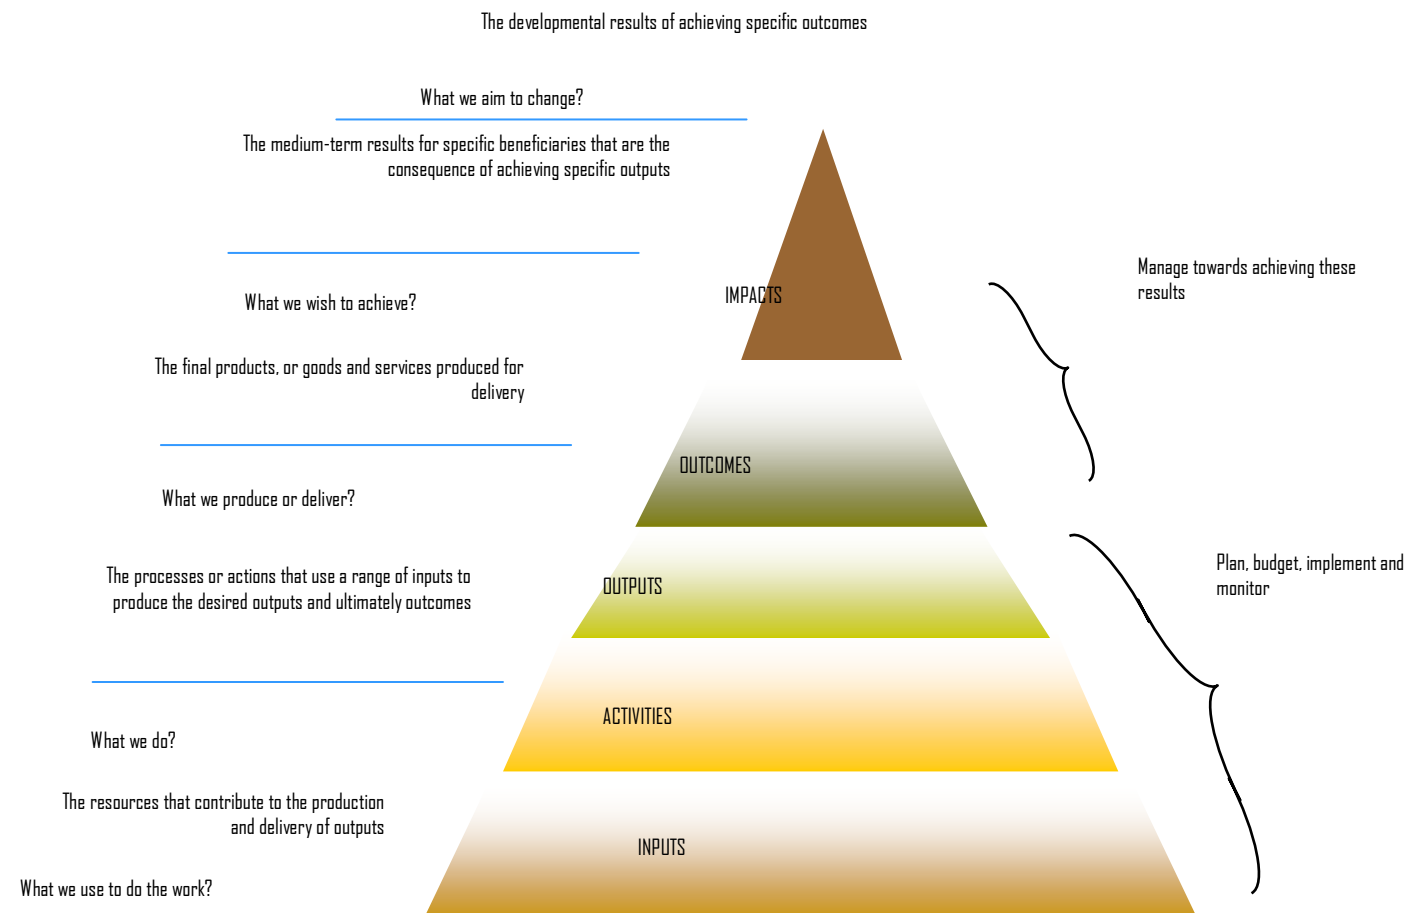 The developmental results of achieving specific outcomes
What we aim to change?
The medium-term results for specific beneficiaries that are the
consequence of achieving specific outputs
Manage towards achieving these
results
IMPACTS
What we wish to achieve?
The final products, or goods and services produced for
delivery
OUTCOMES
What we produce or deliver?
Plan, budget, implement and
monitor
OUTPUTS
The processes or actions that use a range of inputs to
produce the desired outputs and ultimately outcomes
ACTIVITIES
What we do?
The resources that contribute to the production
and delivery of outputs
INPUTS
What we use to do the work?